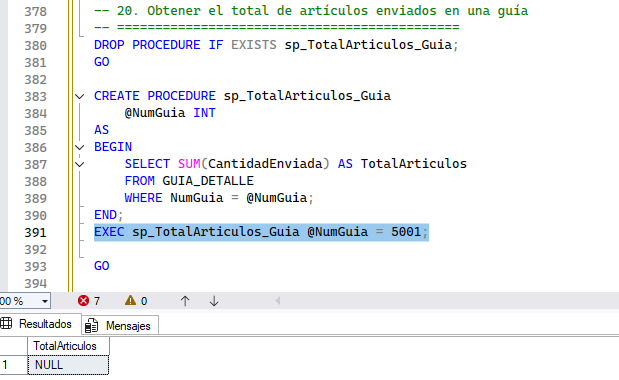 378 -- 20. Obtener el total de artículos enviados en una guía
379 -- ==========================================
380 DROP PROCEDURE IF EXISTS sp_TotalArticulos_Guia;
381 GO
382
383 CREATE PROCEDURE sp_TotalArticulos_Guia
384 @NumGuia INT
385 AS
386 BEGIN
387 SELECT SUM(CantidadEnviada) AS TotalArticulos
388 FROM GUIA_DETALLE
389 WHERE NumGuia = @NumGuia;
390 END;
391 EXEC sp_TotalArticulos_Guia @NumGuia = 5001;
392
393 GO
394
00 % 7 0
Resultados Mensajes
TotalArticulos
1 NULL